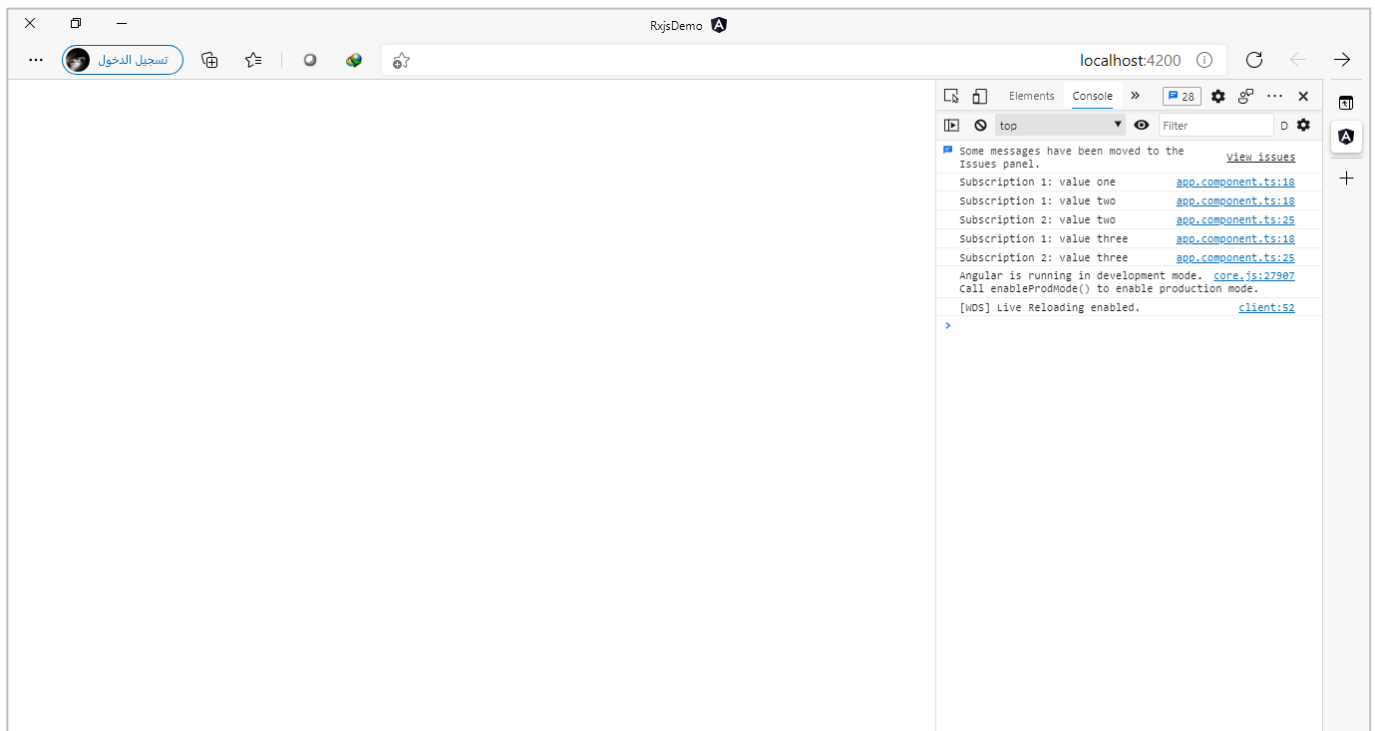 RxjsDemo
تسجيل الدخول
localhost:4200
Elements Console 28
top Filter D
Some messages have been moved to the View issues
Issues panel.
Subscription 1: value one app.component.ts:18
Subscription 1: value two app.component.ts:18
Subscription 2: value two app.component.ts:25
Subscription 1: value three app.component.ts:18
Subscription 2: value three app.component.ts:25
Angular is running in development mode. core.js:27907
Call enableProdMode() to enable production mode.
[WDS] Live Reloading enabled. client:52